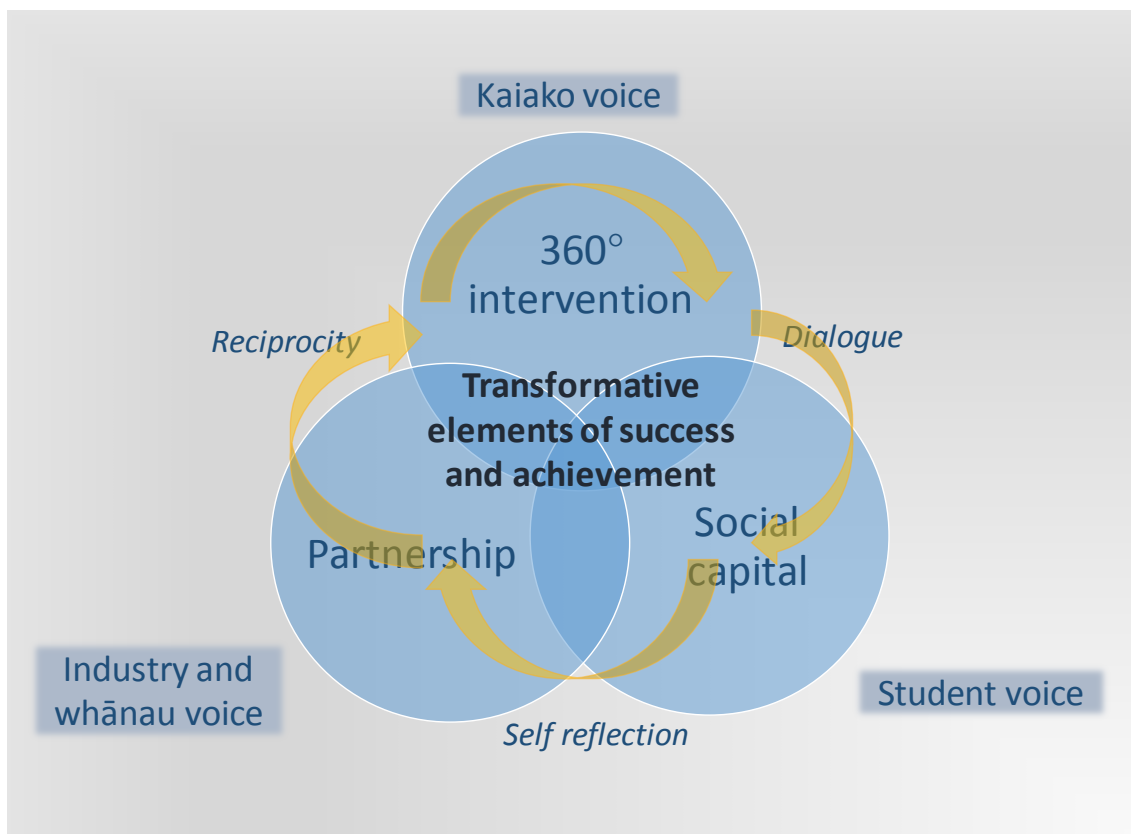 Kaiako voice
360°
intervention
Reciprocity
Dialogue
Transformative
elements of success
and achievement
Partnership
Social
capital
Industry and
whānau voice
Student voice
Self reflection